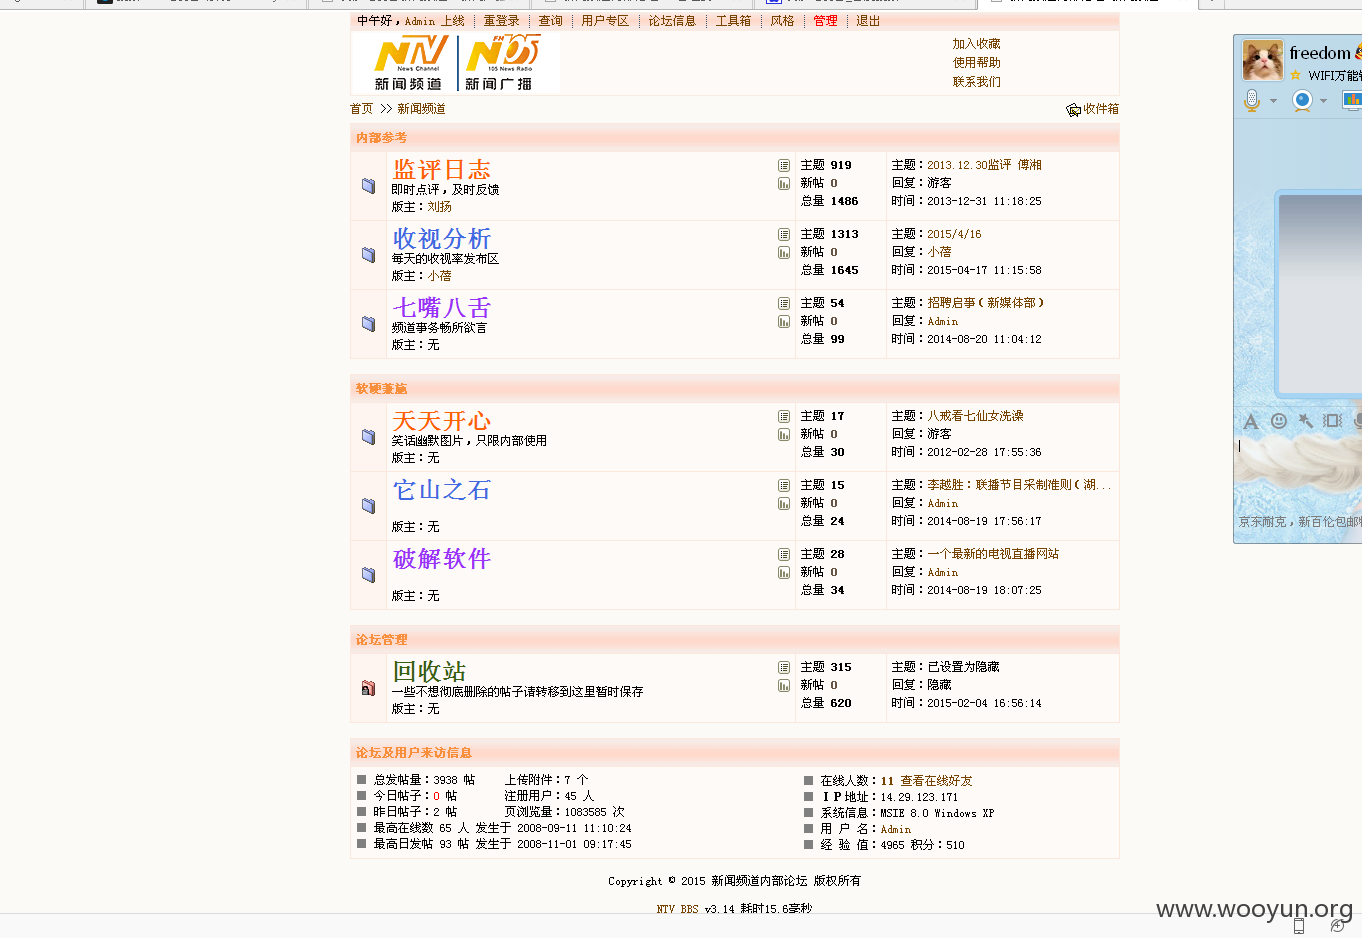 中午好，Admin 上线 ┊ 重登录 ┊ 查询 ┊ 用户专区 ┊ 论坛信息 ┊ 工具箱 ┊ 风格 ┊ 管理 ┊ 退出
NTV News Channel 新闻频道
FM 105 105 News Radio 新闻广播
加入收藏
使用帮助
联系我们
首页 >> 新闻频道
收件箱
内部参考
监评日志
即时点评，及时反馈
版主：刘扬
主题 919
新帖 0
总量 1486
主题：2013.12.30监评 傅湘
回复：游客
时间：2013-12-31 11:18:25
收视分析
每天的收视率发布区
版主：小蓓
主题 1313
新帖 0
总量 1645
主题：2015/4/16
回复：小蓓
时间：2015-04-17 11:15:58
七嘴八舌
频道事务畅所欲言
版主：无
主题 54
新帖 0
总量 99
主题：招聘启事（新媒体部）
回复：Admin
时间：2014-08-20 11:04:12
软硬兼施
天天开心
笑话幽默图片，只限内部使用
版主：无
主题 17
新帖 0
总量 30
主题：八戒看七仙女洗澡
回复：游客
时间：2012-02-28 17:55:36
它山之石
版主：无
主题 15
新帖 0
总量 24
主题：李越胜：联播节目采制准则（湖...
回复：Admin
时间：2014-08-19 17:56:17
破解软件
版主：无
主题 28
新帖 0
总量 34
主题：一个最新的电视直播网站
回复：Admin
时间：2014-08-19 18:07:25
论坛管理
回收站
一些不想彻底删除的帖子请转移到这里暂时保存
版主：无
主题 315
新帖 0
总量 620
主题：已设置为隐藏
回复：隐藏
时间：2015-02-04 16:56:14
论坛及用户来访信息
总发帖量：3938 帖 上传附件：7 个
今日帖子：0 帖 注册用户：45 人
昨日帖子：2 帖 页浏览量：1083585 次
最高在线数 65 人 发生于 2008-09-11 11:10:24
最高日发帖 93 帖 发生于 2008-11-01 09:17:45
在线人数：11 查看在线好友
ＩＰ地址：14.29.123.171
系统信息：MSIE 8.0 Windows XP
用 户 名：Admin
经 验 值：4965 积分：510
Copyright © 2015 新闻频道内部论坛 版权所有
NTV BBS v3.14 耗时15.6毫秒
freedom
WIFI万能
京东耐克，新百伦包邮
www.wooyun.org